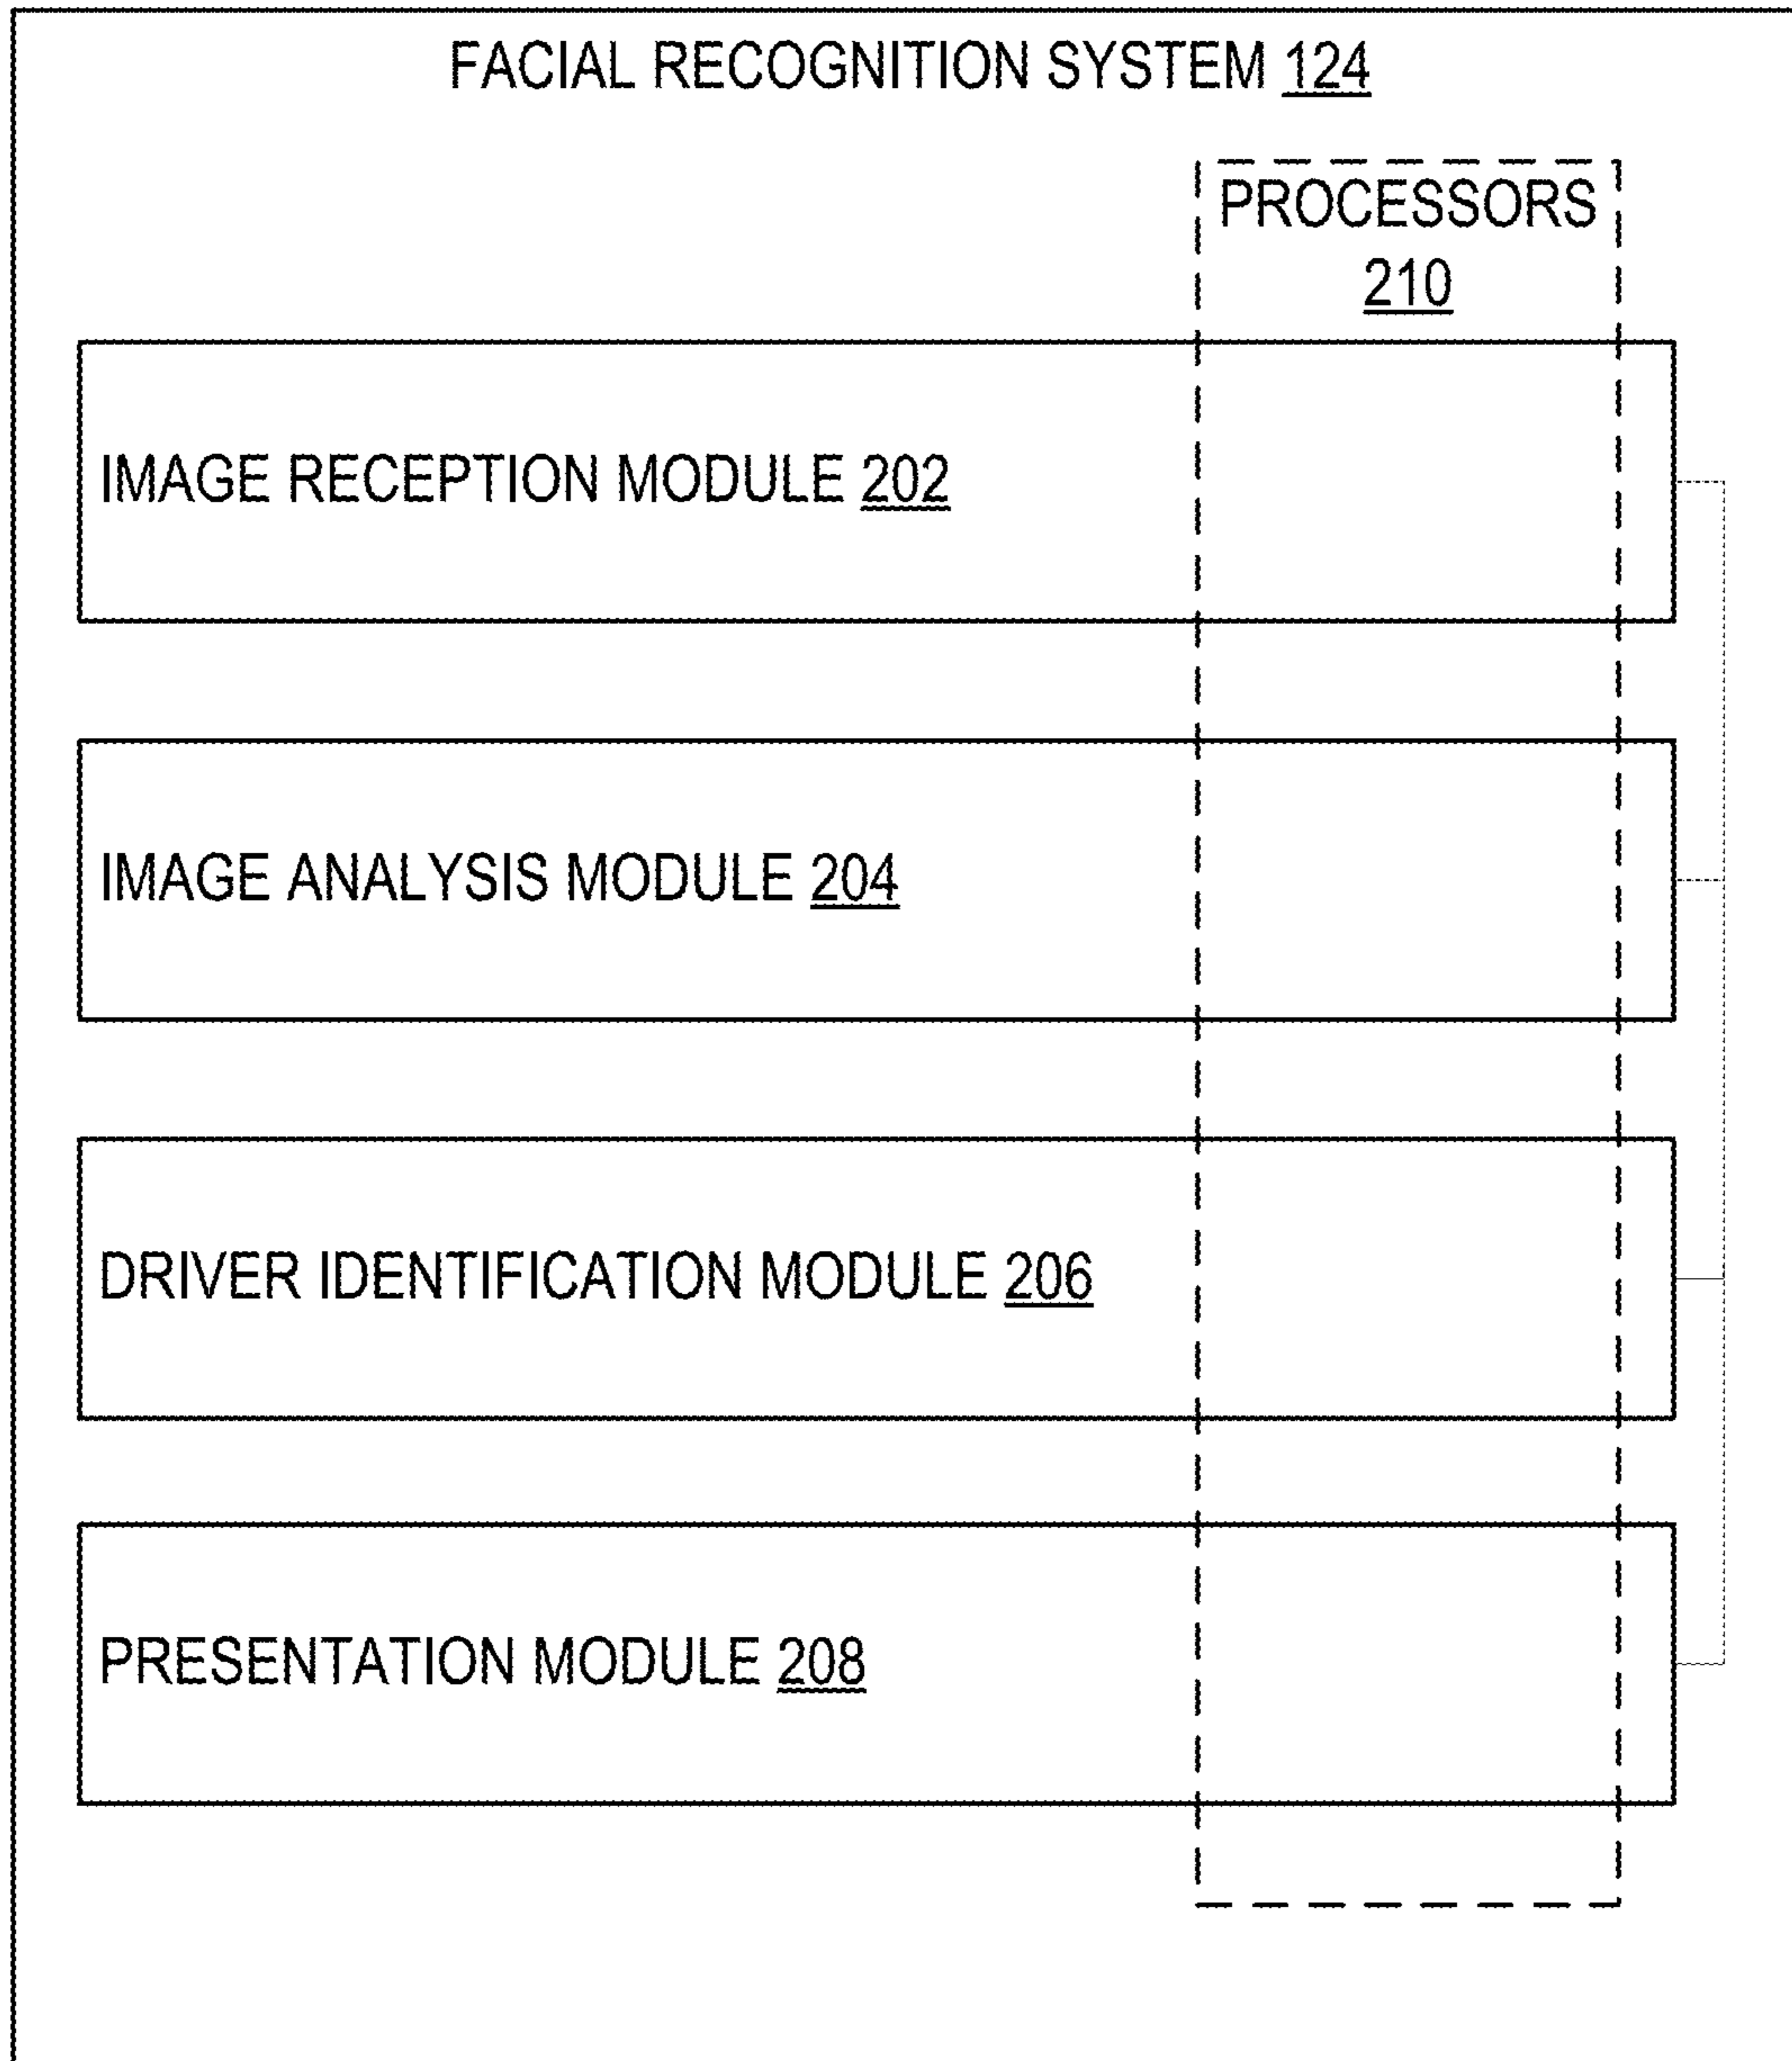 FACIAL RECOGNITION SYSTEM 124
PROCESSORS
210
IMAGE RECEPTION MODULE 202
IMAGE ANALYSIS MODULE 204
DRIVER IDENTIFICATION MODULE 206
PRESENTATION MODULE 208